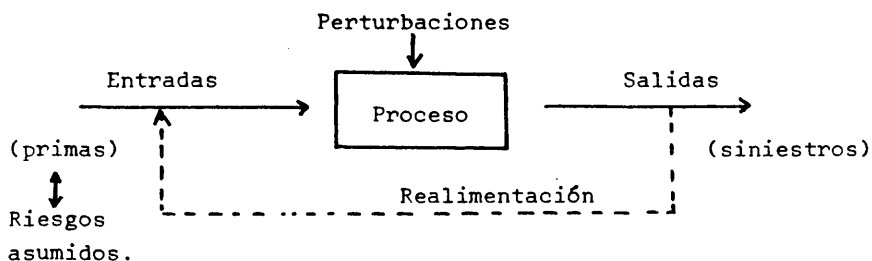 Perturbaciones
Entradas
Proceso
Salidas
(primas)
(siniestros)
Realimentación
Riesgos
asumidos.